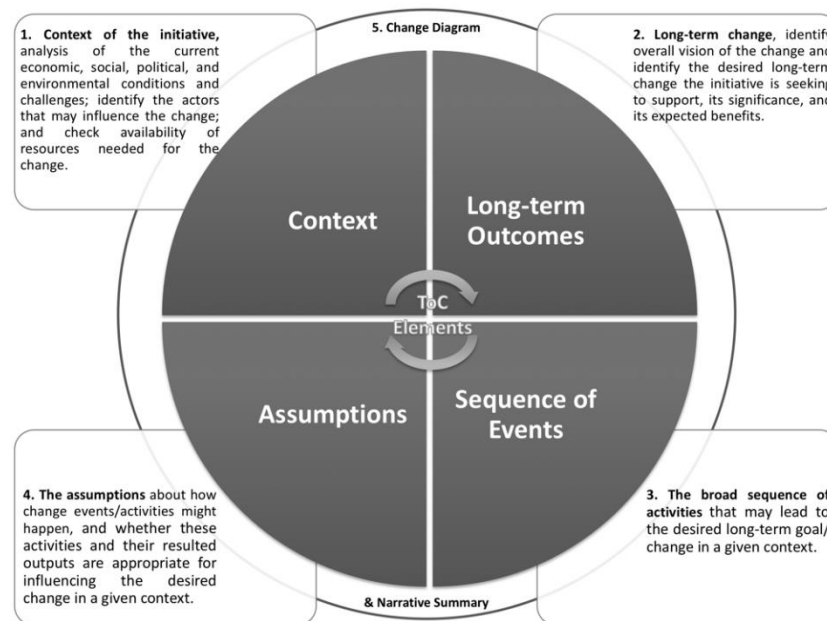 5. Change Diagram
1. Context of the initiative,
analysis of the current
economic, social, political, and
environmental conditions and
challenges; identify the actors
that may influence the change;
and check availability of
resources needed for the
change.
2. Long-term change, identify
overall vision of the change and
identify the desired long-term
change the initiative is seeking
to support, its significance, and
its expected benefits.
Context
Long-term
Outcomes
ToC
Elements
Assumptions
Sequence of
Events
4. The assumptions about how
change events/activities might
happen, and whether these
activities and their resulted
outputs are appropriate for
influencing the desired
change in a given context.
3. The broad sequence of
activities that may lead to
the desired long-term goal/
change in a given context.
& Narrative Summary